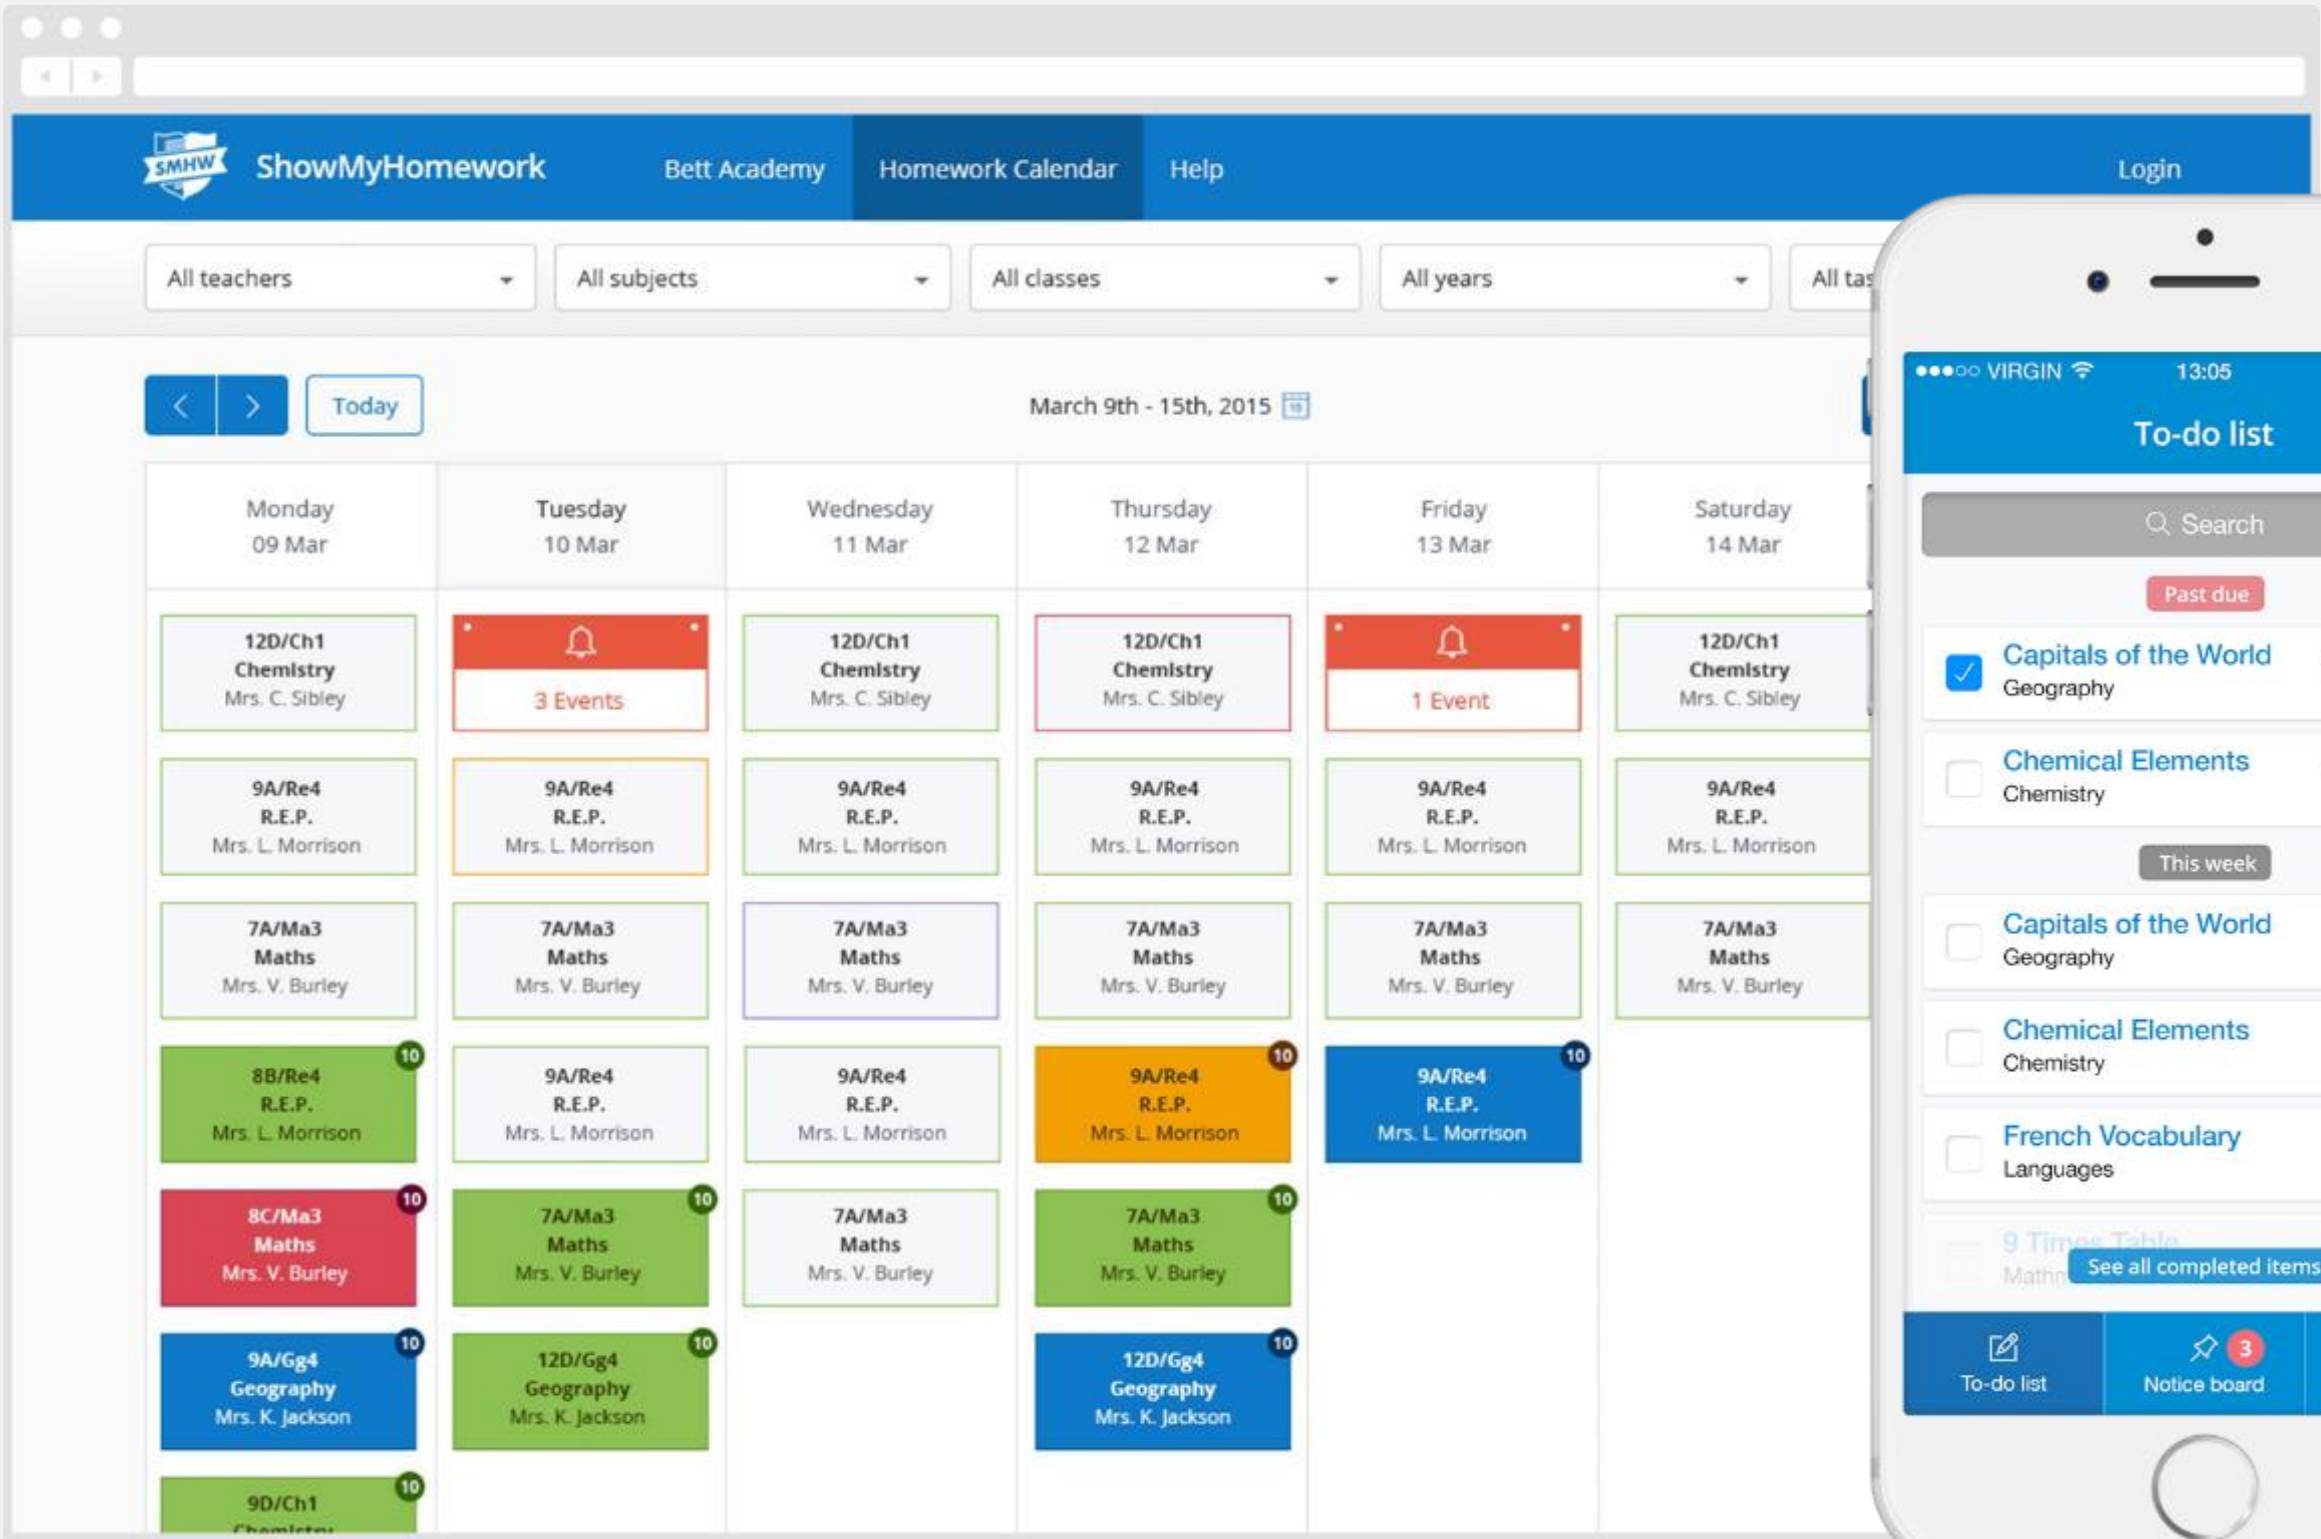 SMHW
ShowMyHomework
Bett Academy
Homework Calendar
Help
Login
All teachers
All subjects
All classes
All years
All tas
Today
March 9th - 15th, 2015
Monday
09 Mar
Tuesday
10 Mar
Wednesday
11 Mar
Thursday
12 Mar
Friday
13 Mar
Saturday
14 Mar
12D/Ch1
Chemistry
Mrs. C. Sibley
3 Events
12D/Ch1
Chemistry
Mrs. C. Sibley
12D/Ch1
Chemistry
Mrs. C. Sibley
1 Event
12D/Ch1
Chemistry
Mrs. C. Sibley
9A/Re4
R.E.P.
Mrs. L. Morrison
9A/Re4
R.E.P.
Mrs. L. Morrison
9A/Re4
R.E.P.
Mrs. L. Morrison
9A/Re4
R.E.P.
Mrs. L. Morrison
9A/Re4
R.E.P.
Mrs. L. Morrison
9A/Re4
R.E.P.
Mrs. L. Morrison
7A/Ma3
Maths
Mrs. V. Burley
7A/Ma3
Maths
Mrs. V. Burley
7A/Ma3
Maths
Mrs. V. Burley
7A/Ma3
Maths
Mrs. V. Burley
7A/Ma3
Maths
Mrs. V. Burley
7A/Ma3
Maths
Mrs. V. Burley
10
8B/Re4
R.E.P.
Mrs. L. Morrison
9A/Re4
R.E.P.
Mrs. L. Morrison
9A/Re4
R.E.P.
Mrs. L. Morrison
10
9A/Re4
R.E.P.
Mrs. L. Morrison
10
9A/Re4
R.E.P.
Mrs. L. Morrison
10
8C/Ma3
Maths
Mrs. V. Burley
10
7A/Ma3
Maths
Mrs. V. Burley
7A/Ma3
Maths
Mrs. V. Burley
10
7A/Ma3
Maths
Mrs. V. Burley
10
9A/Gg4
Geography
Mrs. K. Jackson
10
12D/Gg4
Geography
Mrs. K. Jackson
10
12D/Gg4
Geography
Mrs. K. Jackson
10
9D/Ch1
Chemistry
VIRGIN
13:05
To-do list
Search
Past due
Capitals of the World
Geography
Chemical Elements
Chemistry
This week
Capitals of the World
Geography
Chemical Elements
Chemistry
French Vocabulary
Languages
9 Times Table
See all completed items
To-do list
3
Notice board